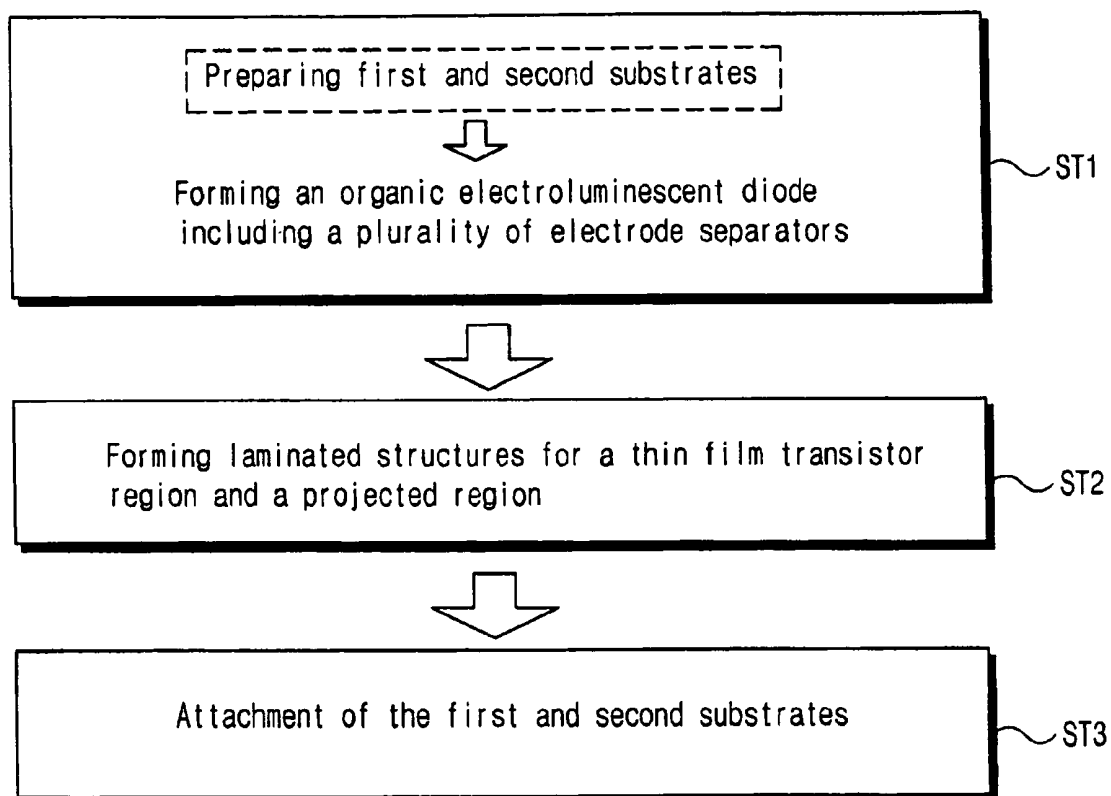 Preparing first and second substrates
Forming an organic electroluminescent diode
including a plurality of electrode separators
ST1
Forming laminated structures for a thin film transistor
region and a projected region
ST2
Attachment of the first and second substrates
ST3